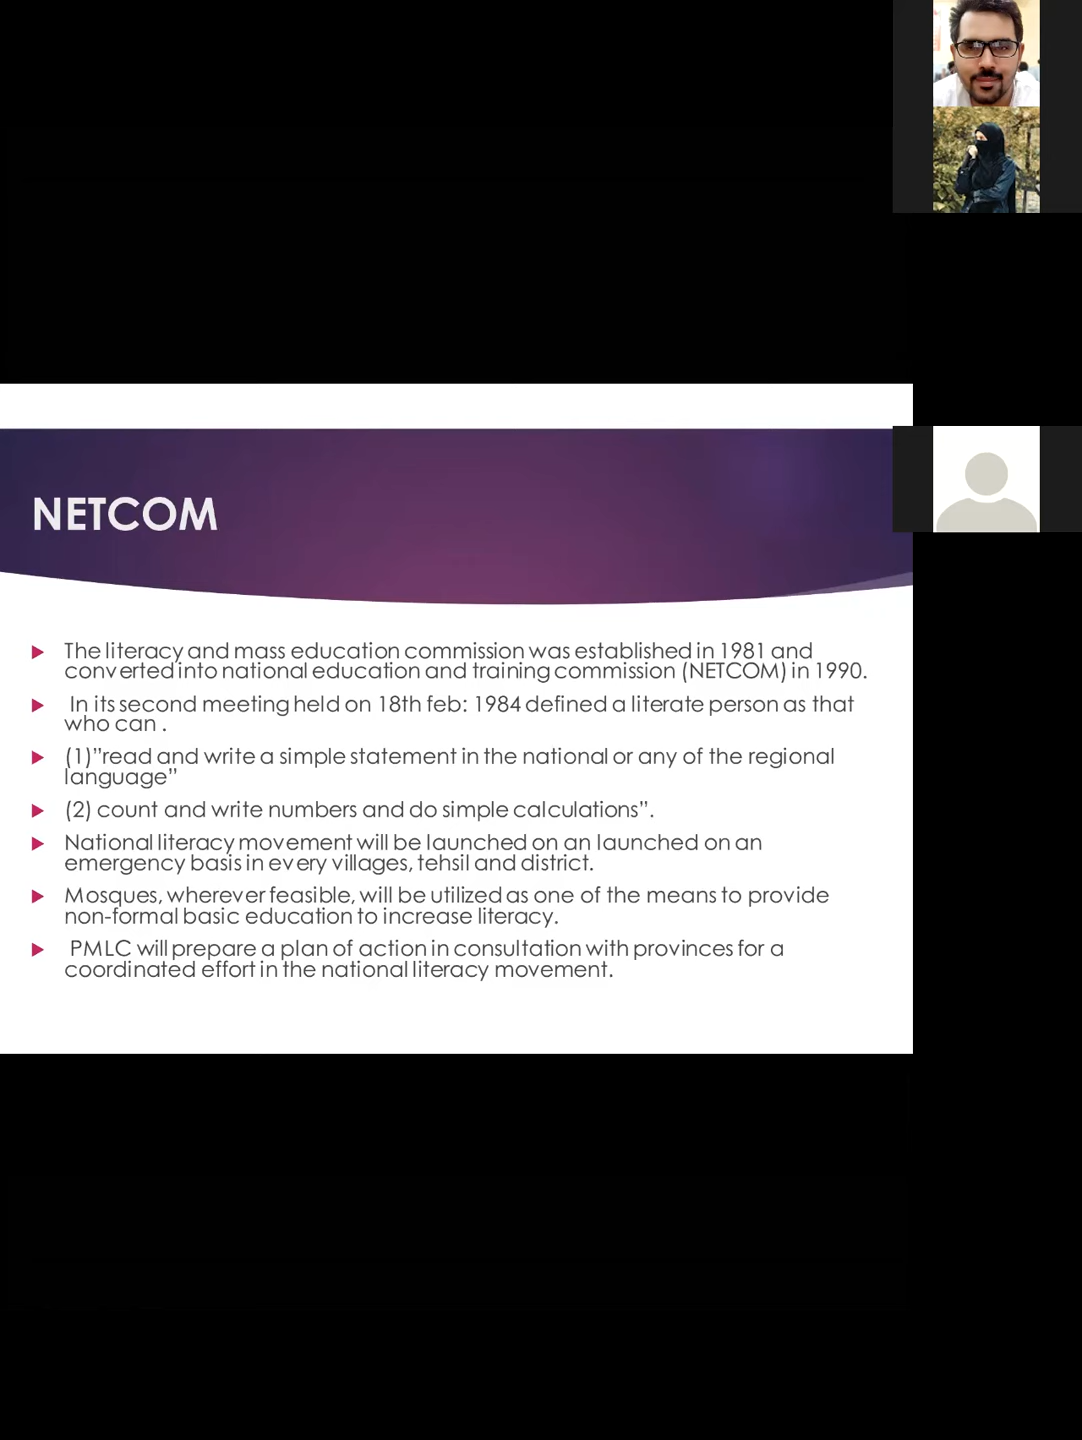 NETCOM
The literacy and mass education commission was established in 1981 and
converted into national education and training commission (NETCOM) in 1990.
In its second meeting held on 18th feb: 1984 defined a literate person as that
who can .
(1)”read and write a simple statement in the national or any of the regional
language”
(2) count and write numbers and do simple calculations”.
National literacy movement will be launched on an launched on an
emergency basis in every villages, tehsil and district.
Mosques, wherever feasible, will be utilized as one of the means to provide
non-formal basic education to increase literacy.
PMLC will prepare a plan of action in consultation with provinces for a
coordinated effort in the national literacy movement.